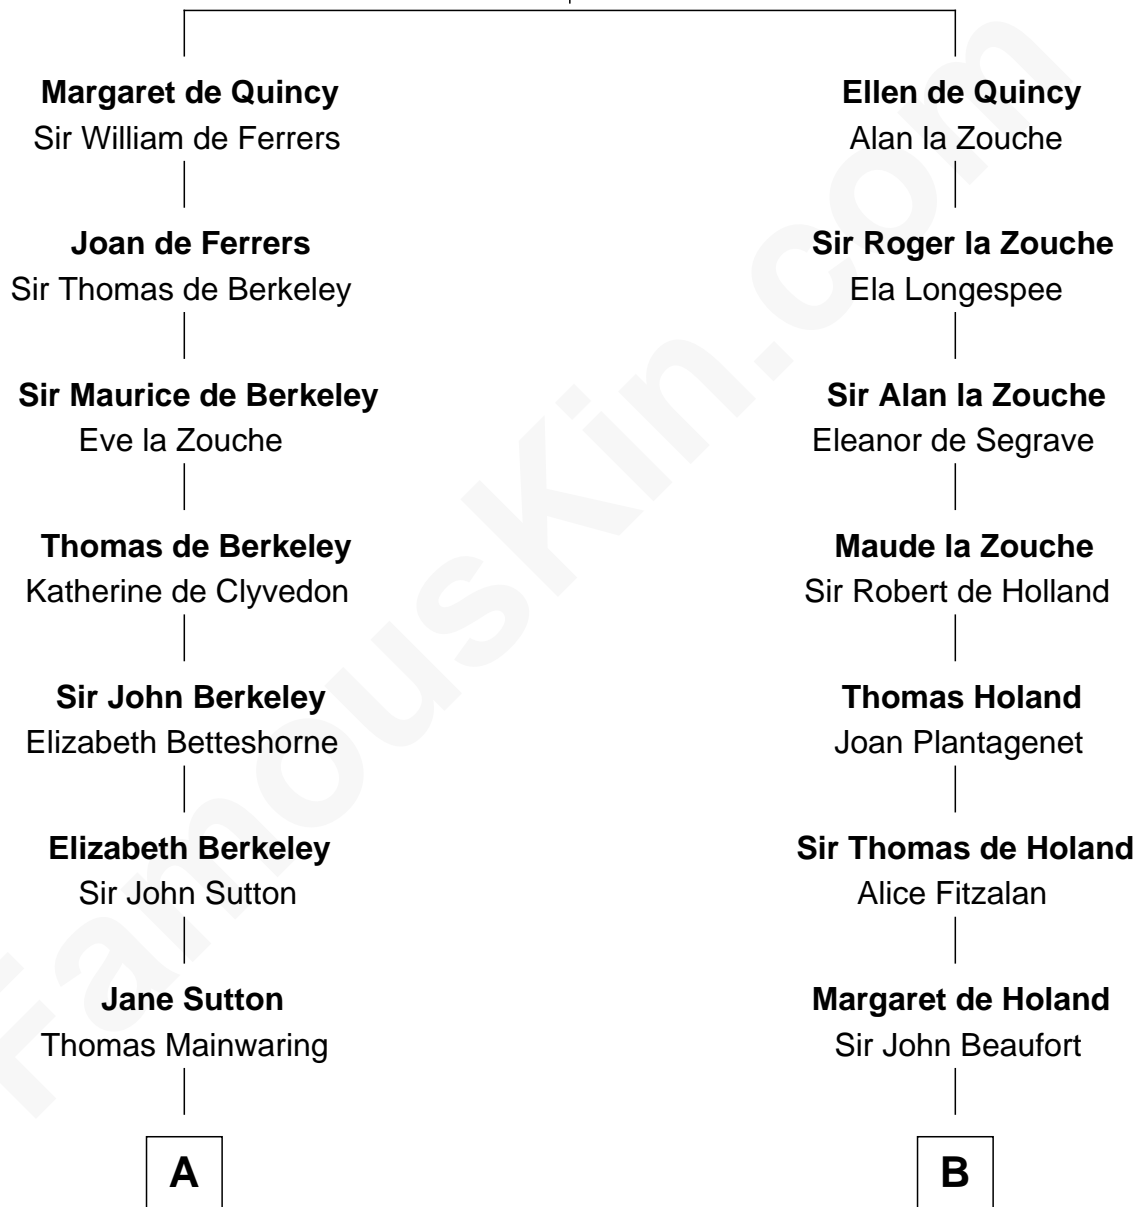 Margaret de Quincy
Sir William de Ferrers
Joan de Ferrers
Sir Thomas de Berkeley
Sir Maurice de Berkeley
Eve la Zouche
Thomas de Berkeley
Katherine de Clyvedon
Sir John Berkeley
Elizabeth Betteshorne
Elizabeth Berkeley
Sir John Sutton
Jane Sutton
Thomas Mainwaring
A
Ellen de Quincy
Alan la Zouche
Sir Roger la Zouche
Ela Longespee
Sir Alan la Zouche
Eleanor de Segrave
Maude la Zouche
Sir Robert de Holland
Thomas Holand
Joan Plantagenet
Sir Thomas de Holand
Alice Fitzalan
Margaret de Holand
Sir John Beaufort
B
FamousKin.com